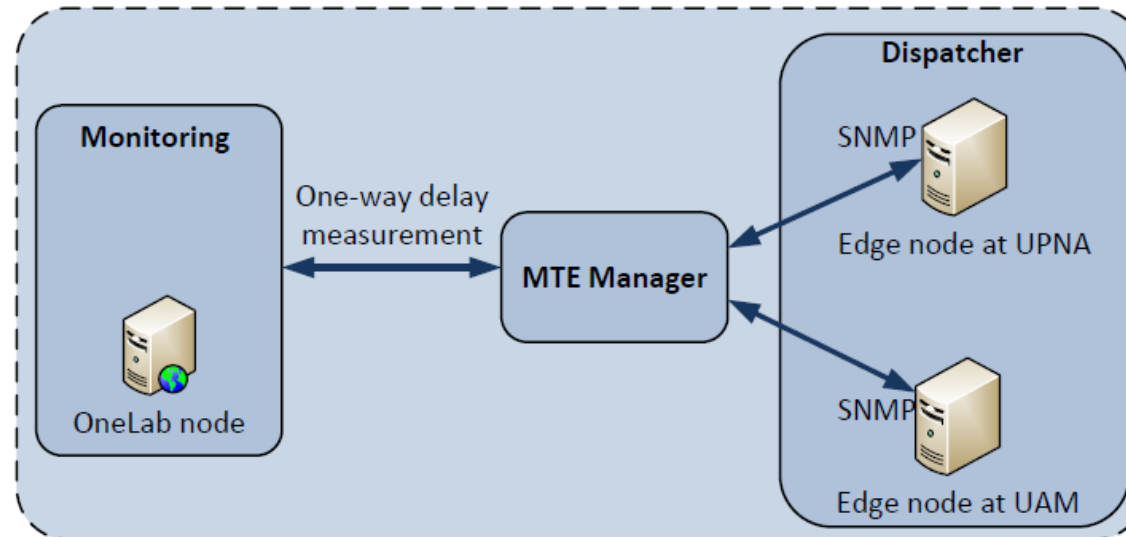 Monitoring
OneLab node
One-way delay
measurement
MTE Manager
Dispatcher
SNMP
Edge node at UPNA
SNMP
Edge node at UAM